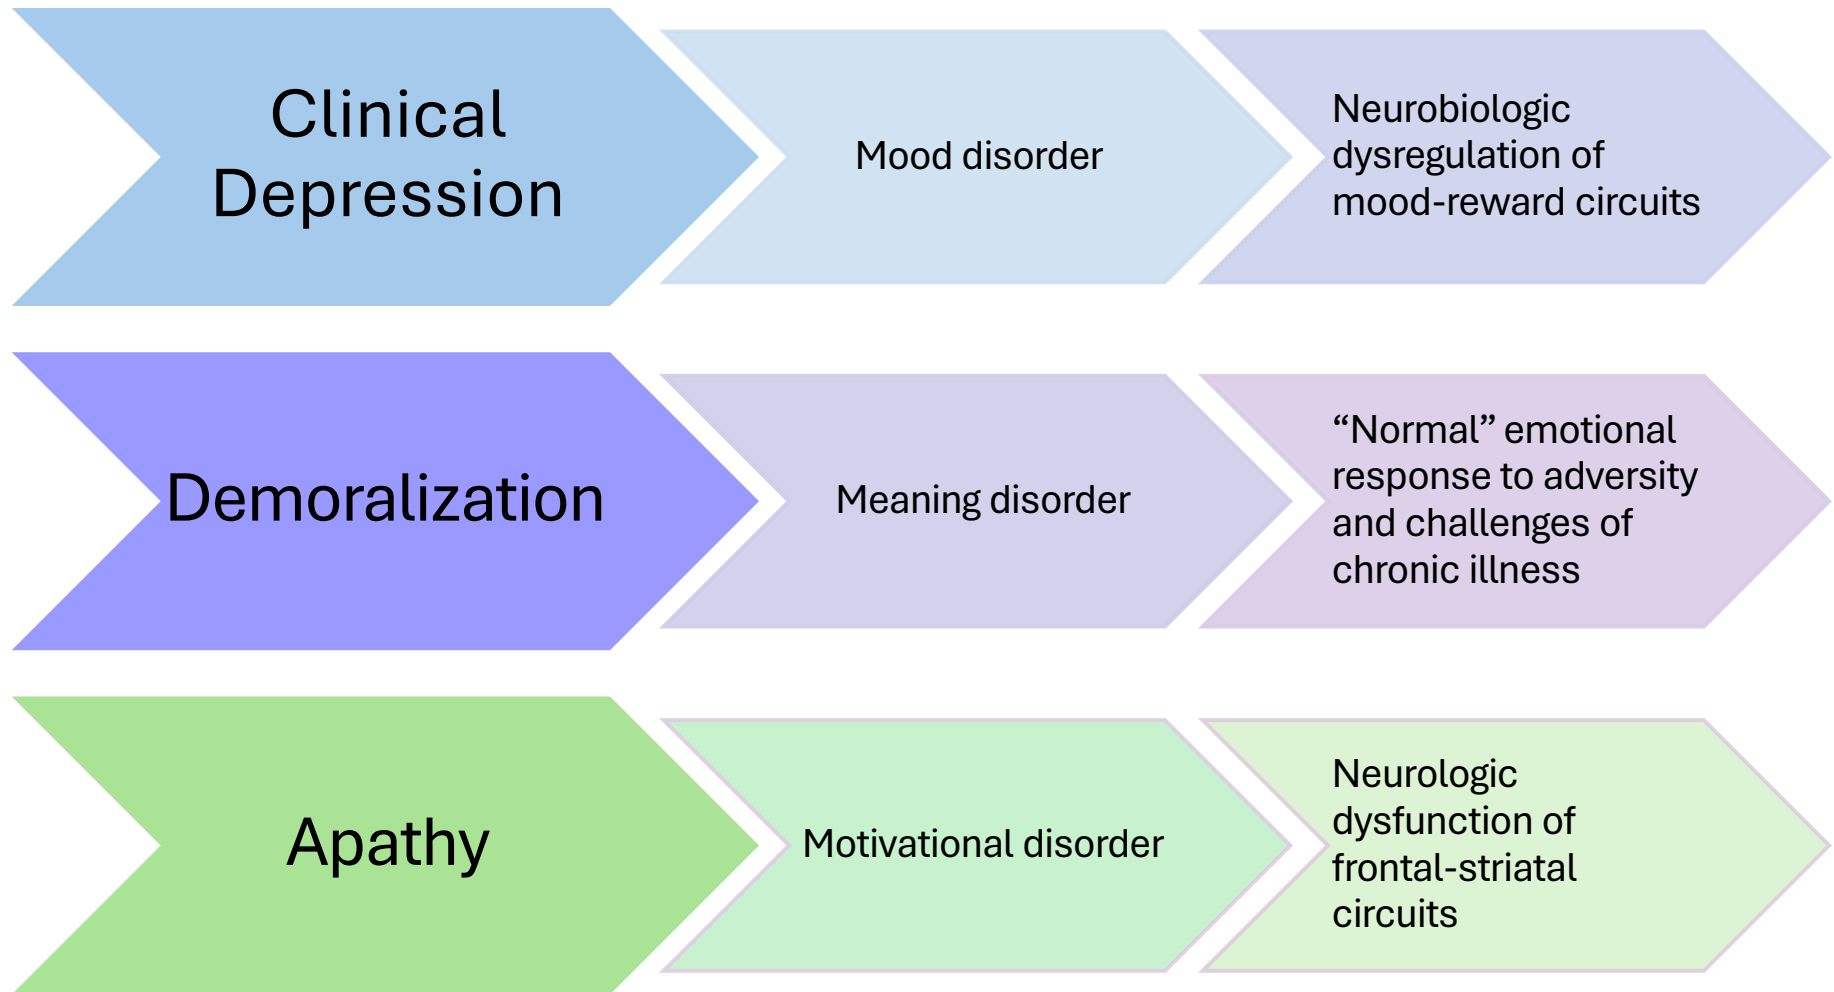 Clinical
Depression
Mood disorder
Neurobiologic
dysregulation of
mood-reward circuits
Demoralization
Meaning disorder
“Normal” emotional
response to adversity
and challenges of
chronic illness
Apathy
Motivational disorder
Neurologic
dysfunction of
frontal-striatal
circuits